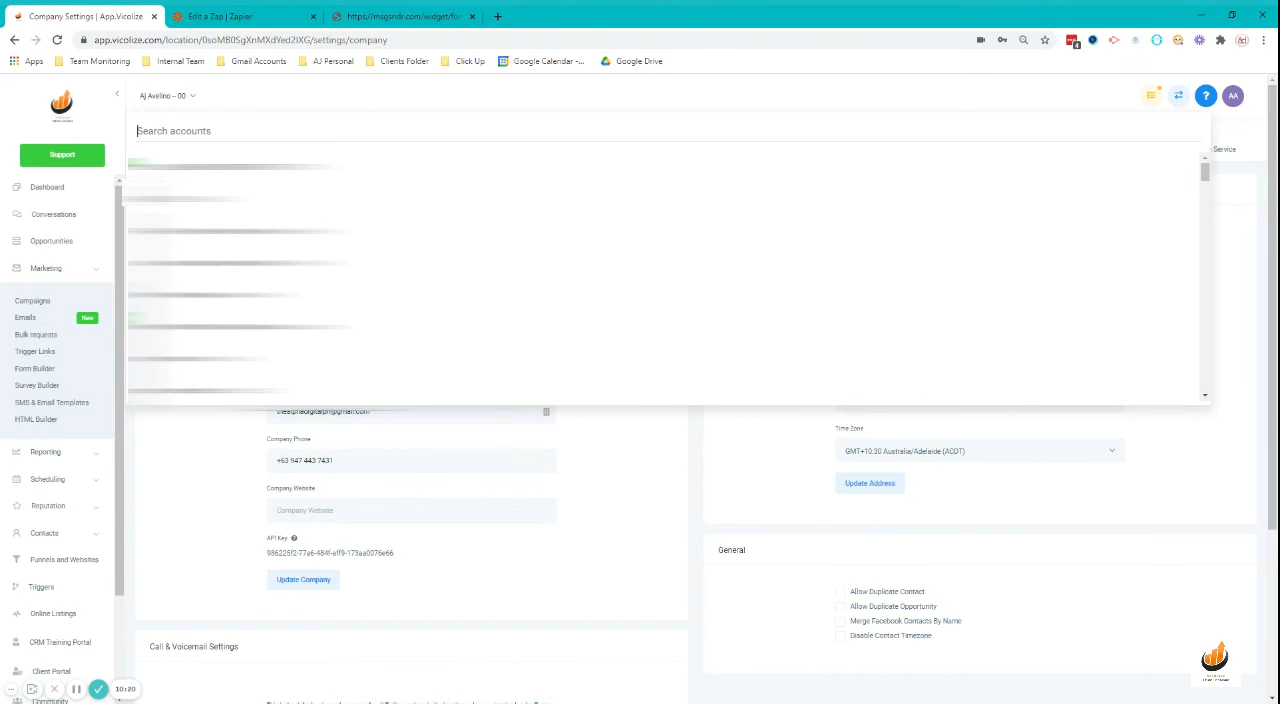 Company Settings | App.Vicolize
Edit a Zap | Zapier
https://msgsndr.com/widget/for
app.vicolize.com/location/0soMB0SgXnMXdYed2lXG/settings/company
Apps
Team Monitoring
Internal Team
Gmail Accounts
AJ Personal
Clients Folder
Click Up
Google Calendar -...
Google Drive
Aj Avelino – 00
?
AA
Search accounts
Support
Service
Dashboard
Conversations
Opportunities
Marketing
Campaigns
Emails
New
Bulk requests
Trigger Links
Form Builder
Survey Builder
SMS & Email Templates
HTML Builder
Reporting
Scheduling
Reputation
Contacts
Funnels and Websites
Triggers
Online Listings
CRM Training Portal
Client Portal
Community
thealphadigitalph@gmail.com
Company Phone
+63 947 443 7431
Company Website
Company Website
API Key
986225f2-77a6-484f-aff9-173aa0076e66
Update Company
Call & Voicemail Settings
Time Zone
GMT+10:30 Australia/Adelaide (ACDT)
Update Address
General
Allow Duplicate Contact
Allow Duplicate Opportunity
Merge Facebook Contacts By Name
Disable Contact Timezone
10:20